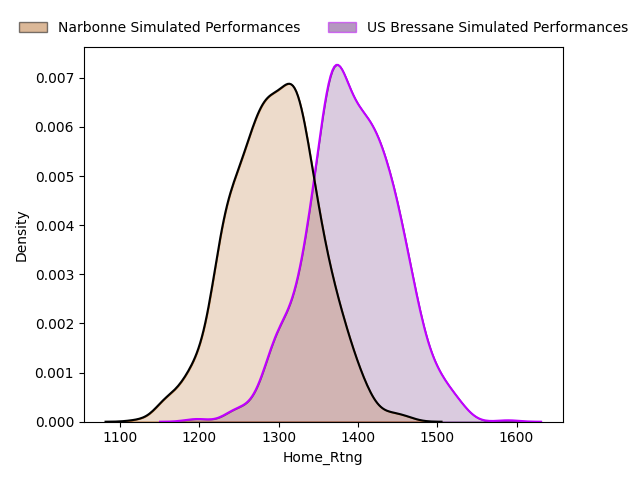 Narbonne Simulated Performances
US Bressane Simulated Performances
0.007
0.006
0.005
0.004
0.003
0.002
0.001
0.000
Density
1100 1200 1300 1400 1500 1600
Home_Rtng